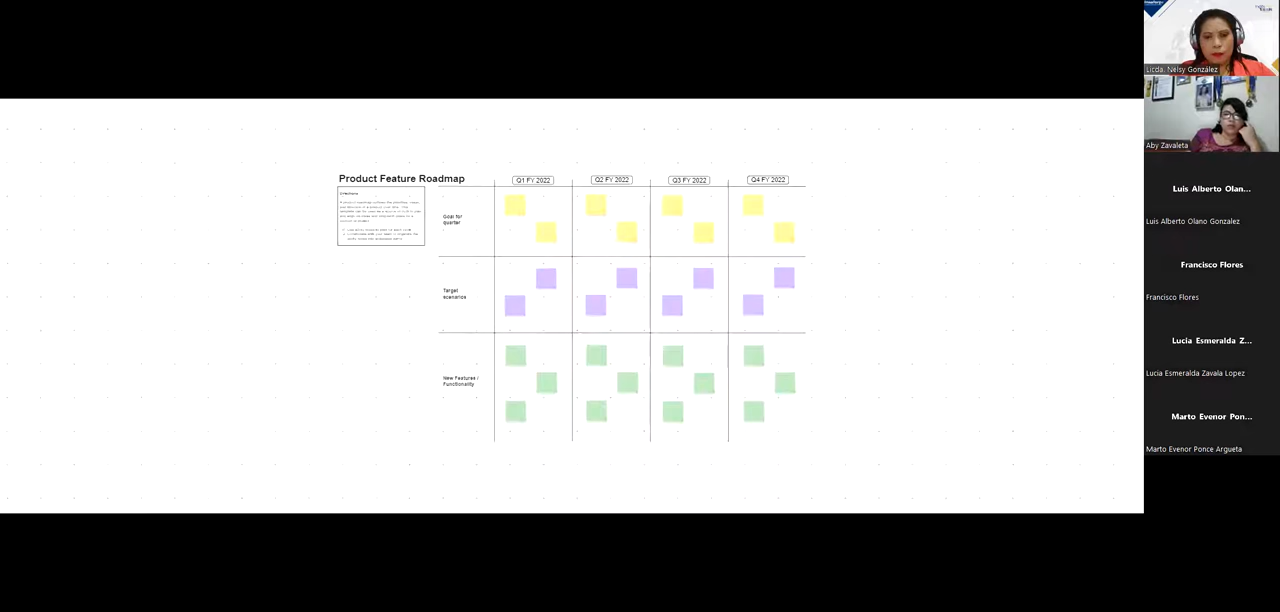 Product Feature Roadmap
Q1 FY 2022
Q2 FY 2022
Q3 FY 2022
Q4 FY 2022
Goal for
quarter
Target
scenarios
New Features /
Functionality
Licda. Nelsy González
Aby Zavaleta
Luis Alberto Olan...
Luis Alberto Olano Gonzalez
Francisco Flores
Francisco Flores
Lucia Esmeralda Z...
Lucia Esmeralda Zavala Lopez
Marto Evenor Pon...
Marto Evenor Ponce Argueta